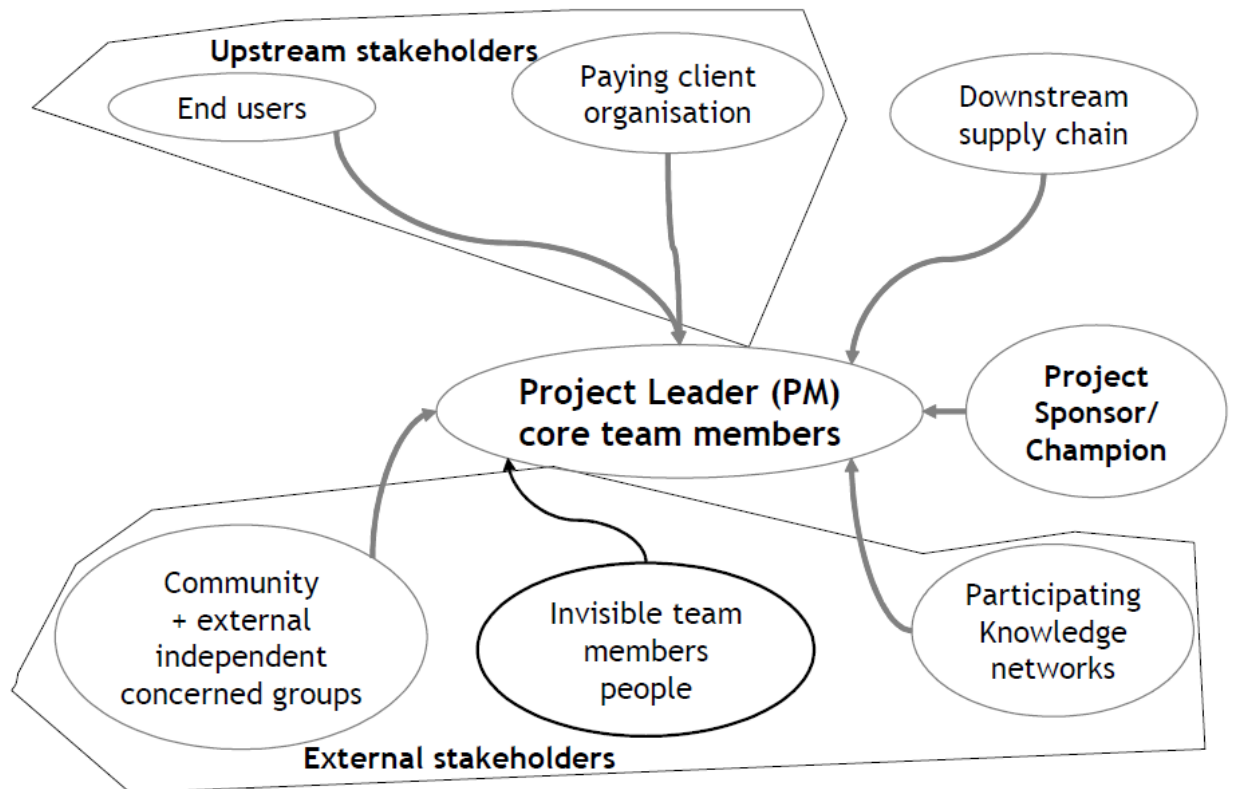 Upstream stakeholders
End users
Paying client
organisation
Downstream
supply chain
Project Leader (PM)
core team members
Project
Sponsor/
Champion
Community
+ external
independent
concerned groups
Invisible team
members
people
Participating
Knowledge
networks
External stakeholders